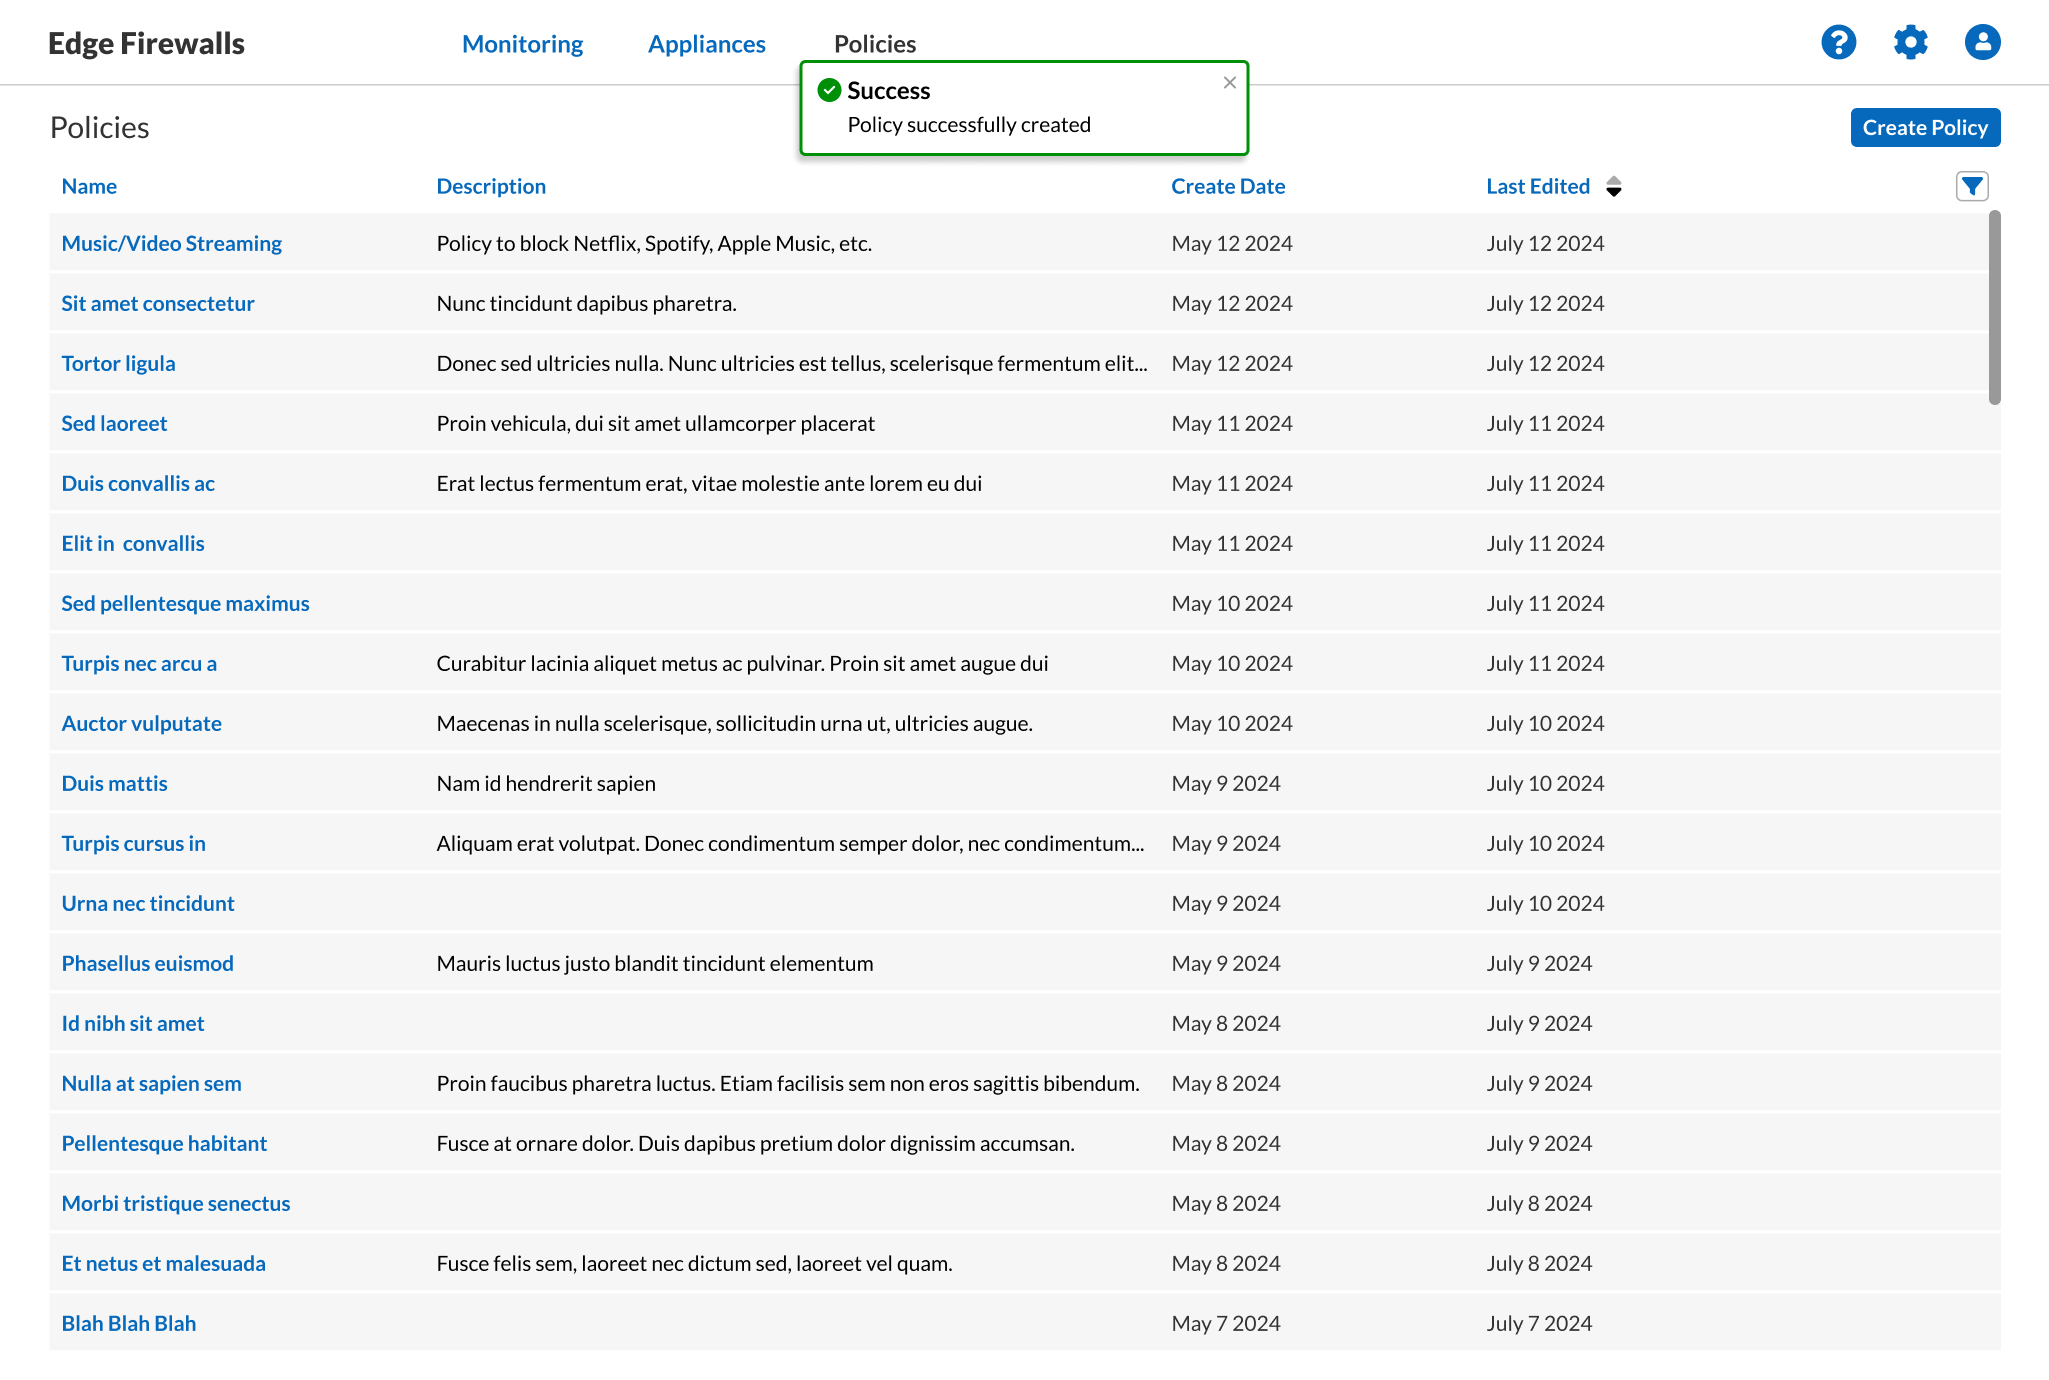 Edge Firewalls Monitoring Appliances Policies
Success
Policy successfully created
Policies Create Policy
Name Description Create Date Last Edited
Music/Video Streaming Policy to block Netflix, Spotify, Apple Music, etc. May 12 2024 July 12 2024
Sit amet consectetur Nunc tincidunt dapibus pharetra. May 12 2024 July 12 2024
Tortor ligula Donec sed ultricies nulla. Nunc ultricies est tellus, scelerisque fermentum elit... May 12 2024 July 12 2024
Sed laoreet Proin vehicula, dui sit amet ullamcorper placerat May 11 2024 July 11 2024
Duis convallis ac Erat lectus fermentum erat, vitae molestie ante lorem eu dui May 11 2024 July 11 2024
Elit in convallis May 11 2024 July 11 2024
Sed pellentesque maximus May 10 2024 July 11 2024
Turpis nec arcu a Curabitur lacinia aliquet metus ac pulvinar. Proin sit amet augue dui May 10 2024 July 11 2024
Auctor vulputate Maecenas in nulla scelerisque, sollicitudin urna ut, ultricies augue. May 10 2024 July 10 2024
Duis mattis Nam id hendrerit sapien May 9 2024 July 10 2024
Turpis cursus in Aliquam erat volutpat. Donec condimentum semper dolor, nec condimentum... May 9 2024 July 10 2024
Urna nec tincidunt May 9 2024 July 10 2024
Phasellus euismod Mauris luctus justo blandit tincidunt elementum May 9 2024 July 9 2024
Id nibh sit amet May 8 2024 July 9 2024
Nulla at sapien sem Proin faucibus pharetra luctus. Etiam facilisis sem non eros sagittis bibendum. May 8 2024 July 9 2024
Pellentesque habitant Fusce at ornare dolor. Duis dapibus pretium dolor dignissim accumsan. May 8 2024 July 9 2024
Morbi tristique senectus May 8 2024 July 8 2024
Et netus et malesuada Fusce felis sem, laoreet nec dictum sed, laoreet vel quam. May 8 2024 July 8 2024
Blah Blah Blah May 7 2024 July 7 2024